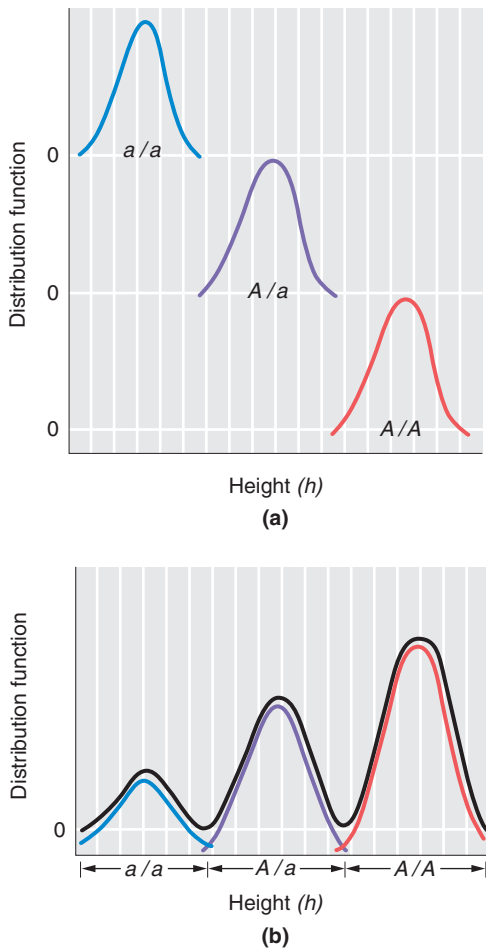 Distribution function
0
a/a
0
A/a
0
A/A
Height (h)
(a)
Distribution function
0
a/a
A/a
A/A
Height (h)
(b)